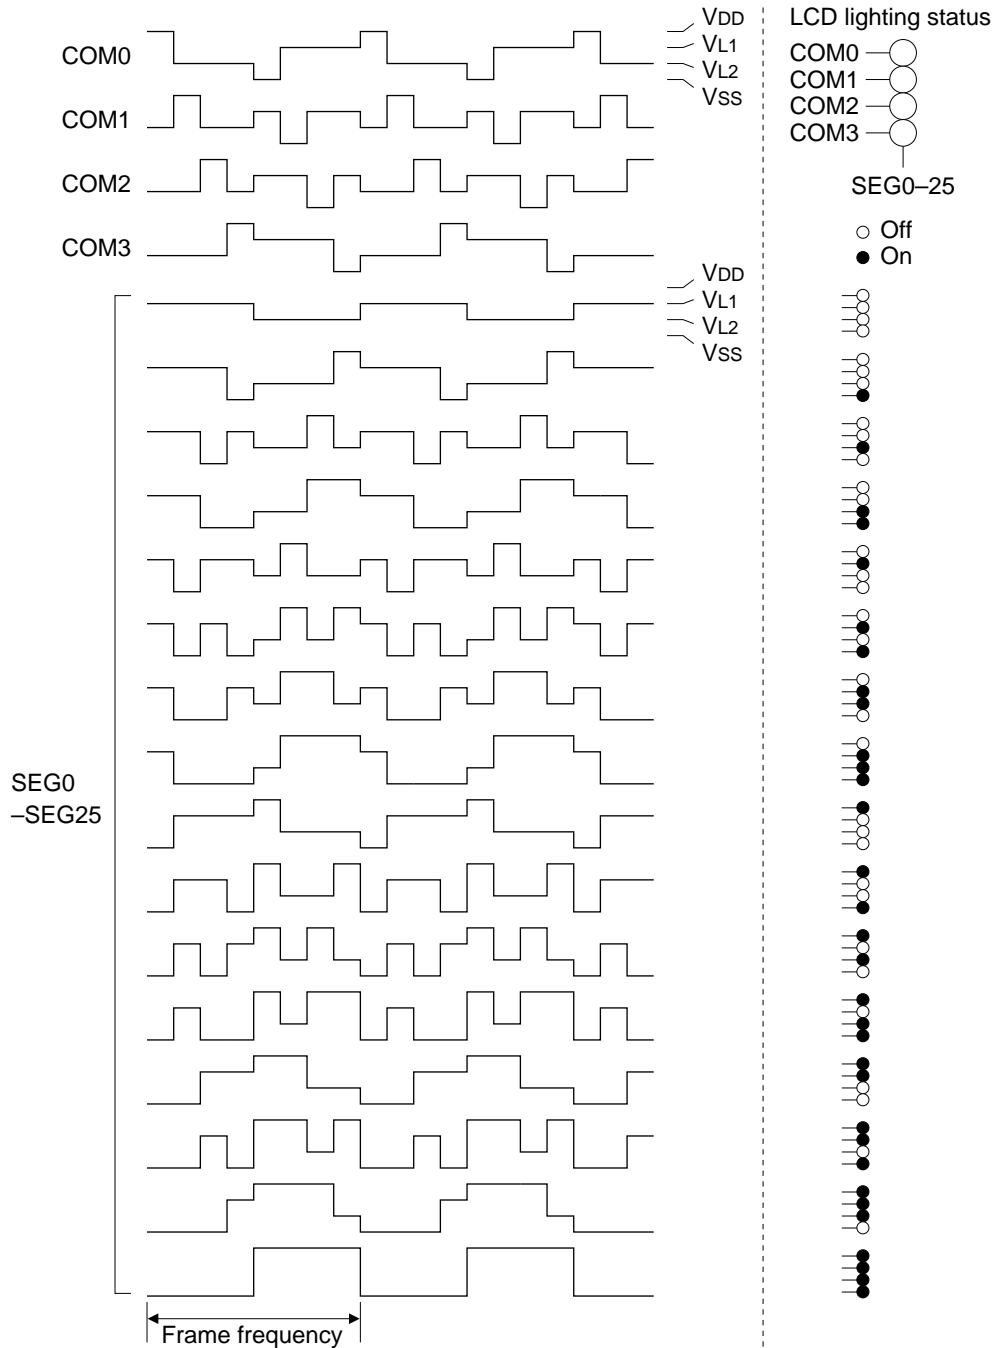 COM0
COM1
COM2
COM3
VDD
VL1
VL2
VSS
VDD
VL1
VL2
VSS
SEG0
–SEG25
Frame frequency
LCD lighting status
COM0
COM1
COM2
COM3
SEG0–25
Off
On